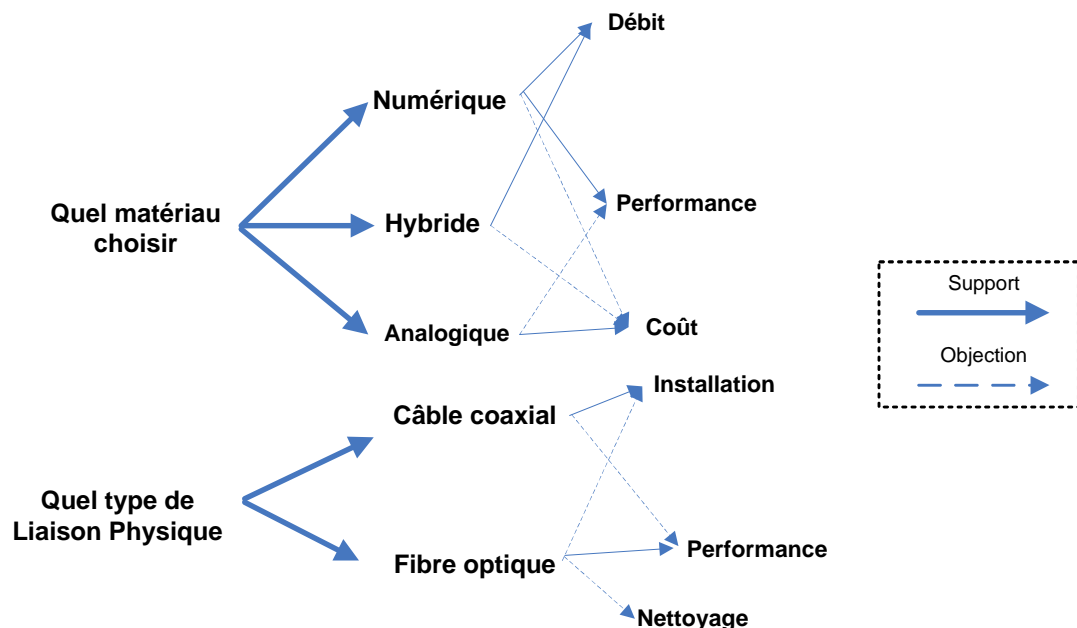 Débit
Numérique
Performance
Quel matériau
choisir
Hybride
Support
Analogique
Coût
Objection
Installation
Câble coaxial
Quel type de
Liaison Physique
Performance
Fibre optique
Nettoyage